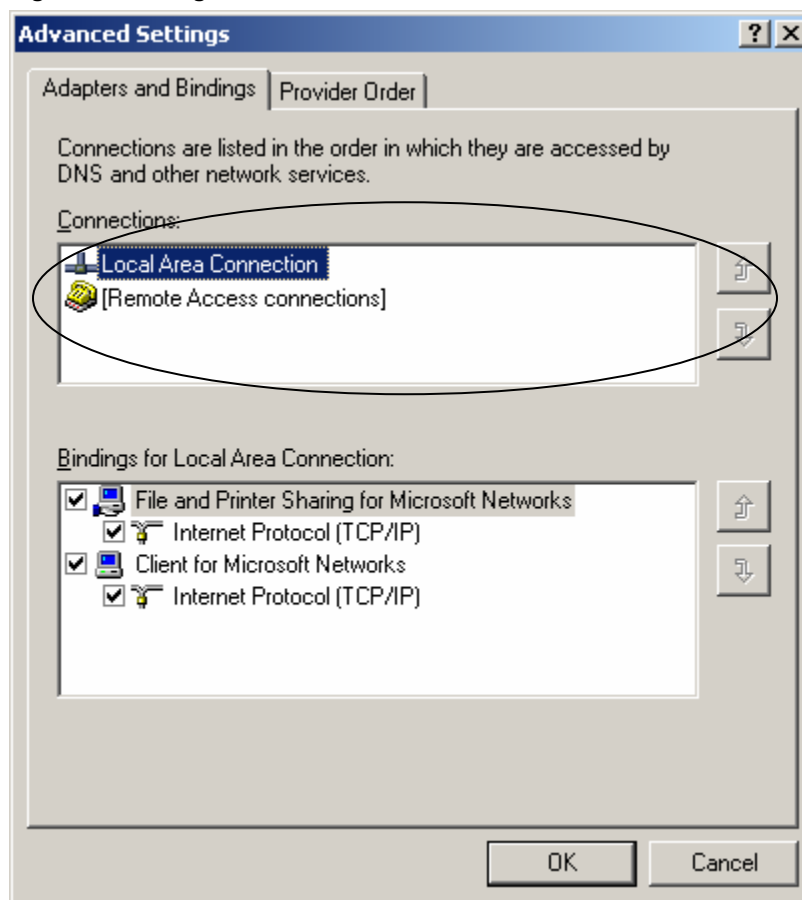 Advanced Settings
Adapters and Bindings Provider Order
Connections are listed in the order in which they are accessed by
DNS and other network services.
Connections:
Local Area Connection
[Remote Access connections]
Bindings for Local Area Connection:
File and Printer Sharing for Microsoft Networks
Internet Protocol (TCP/IP)
Client for Microsoft Networks
Internet Protocol (TCP/IP)
OK Cancel